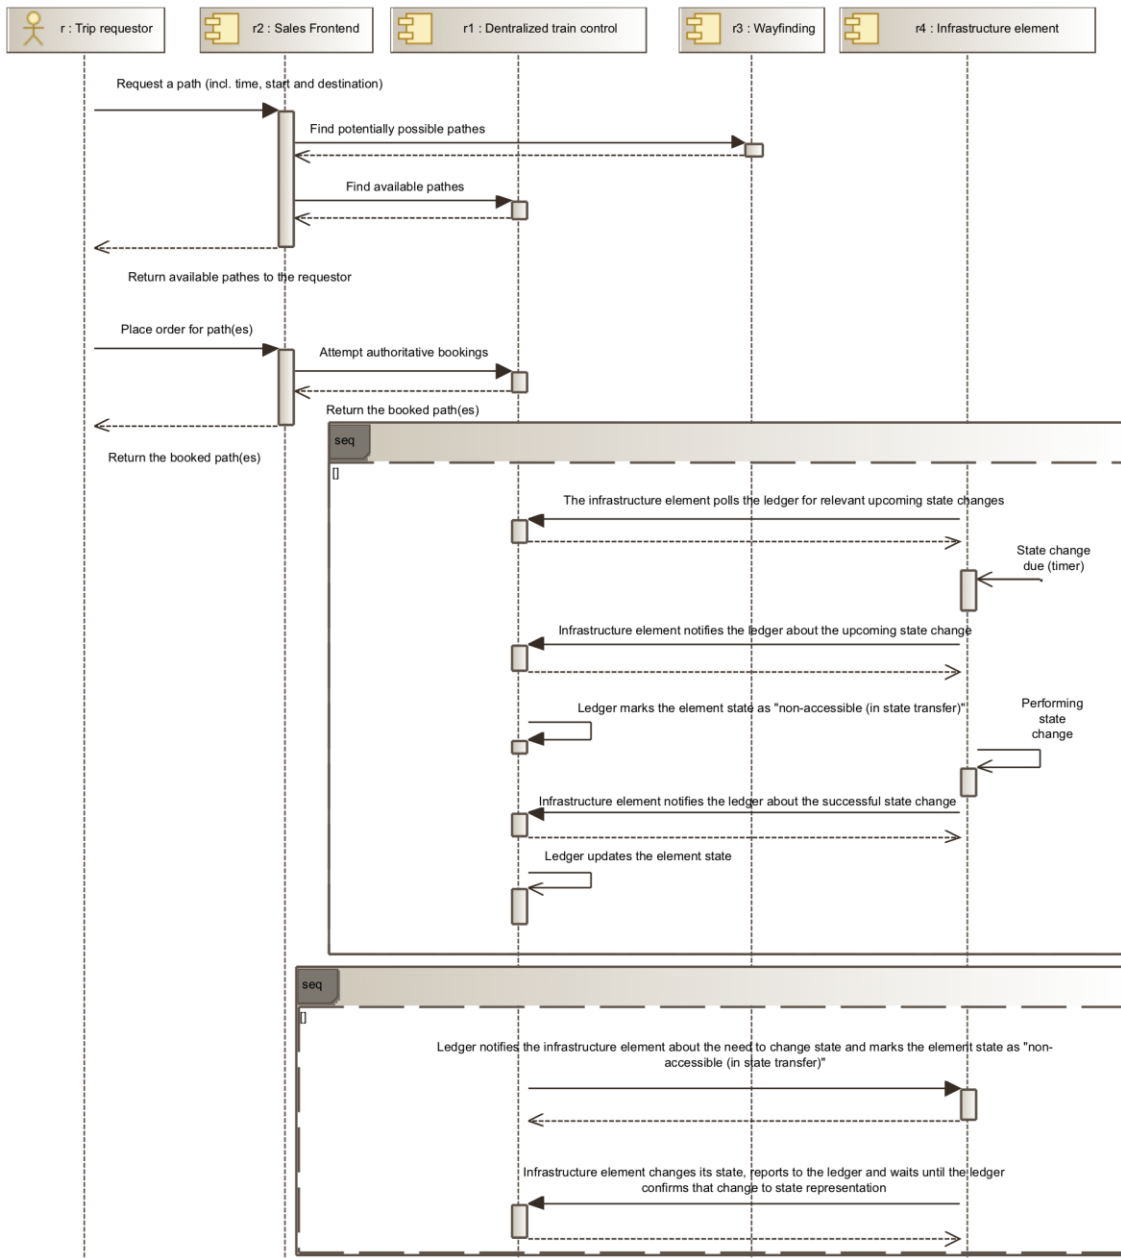 r : Trip requestor
r2 : Sales Frontend
r1 : Dentralized train control
r3 : Wayfinding
r4 : Infrastructure element
Request a path (incl. time, start and destination)
Find potentially possible pathes
Find available pathes
Return available pathes to the requestor
Place order for path(es)
Attempt authoritative bookings
Return the booked path(es)
Return the booked path(es)
seq
[]
The infrastructure element polls the ledger for relevant upcoming state changes
State change
due (timer)
Infrastructure element notifies the ledger about the upcoming state change
Ledger marks the element state as "non-accessible (in state transfer)"
Performing
state
change
Infrastructure element notifies the ledger about the successful state change
Ledger updates the element state
seq
[]
Ledger notifies the infrastructure element about the need to change state and marks the element state as "non-
accessible (in state transfer)"
Infrastructure element changes its state, reports to the ledger and waits until the ledger
confirms that change to state representation